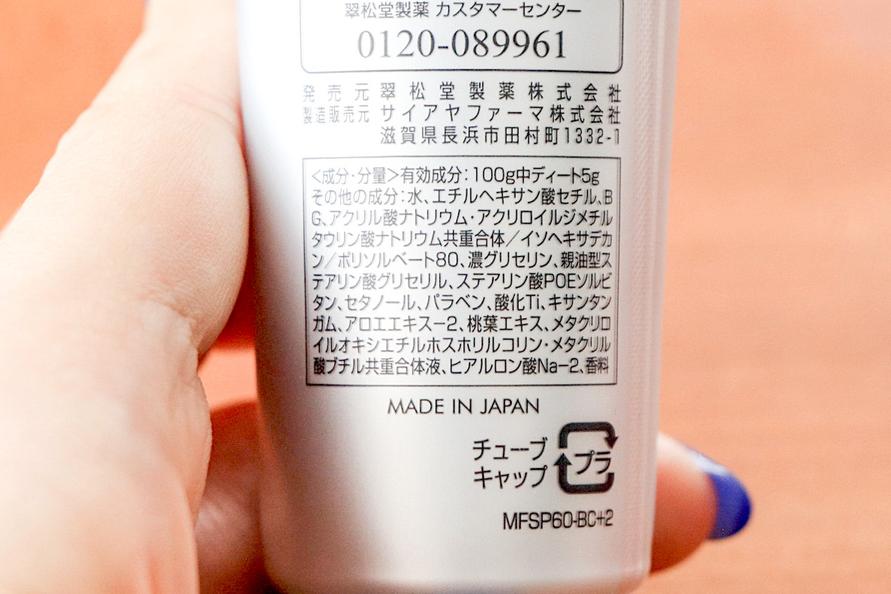 翠松堂製薬 カスタマーセンター
0120-089961
発売元 翠松堂製薬株式会社
製造販売元 サイアヤファーマ株式会社
滋賀県長浜市田村町1332-1
<成分・分量>有効成分:100g中ディート5g
その他の成分:水、エチルヘキサン酸セチル、B
G、アクリル酸ナトリウム・アクリロイルジメチル
タウリン酸ナトリウム共重合体/イソヘキサデカ
ン/ポリソルベート80、濃グリセリン、親油型ス
テアリン酸グリセリル、ステアリン酸POEソルビ
タン、セタノール、パラベン、酸化Ti、キサンタン
ガム、アロエエキス-2、桃葉エキス、メタクリロ
イルオキシエチルホスホリルコリン・メタクリル
酸ブチル共重合体液、ヒアルロン酸Na-2、香料
MADE IN JAPAN
チューブ
キャップ
プラ
MFSP60-BC+2